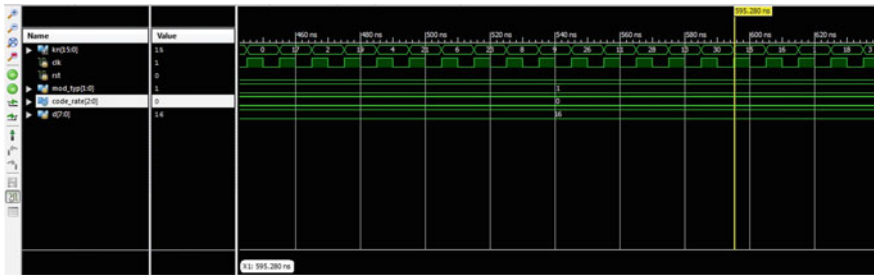 595.280 ns
Name Value
460 ns 480 ns 500 ns 520 ns 540 ns 560 ns 580 ns 600 ns 620 ns
kn[15:0] 15 0 17 2 19 4 21 6 23 8 9 26 11 28 13 30 15 16 18 3
clk 1
rst 0
mod_typ[1:0] 1 1
code_rate[2:0] 0 0
d[7:0] 16 16
X1: 595.280 ns